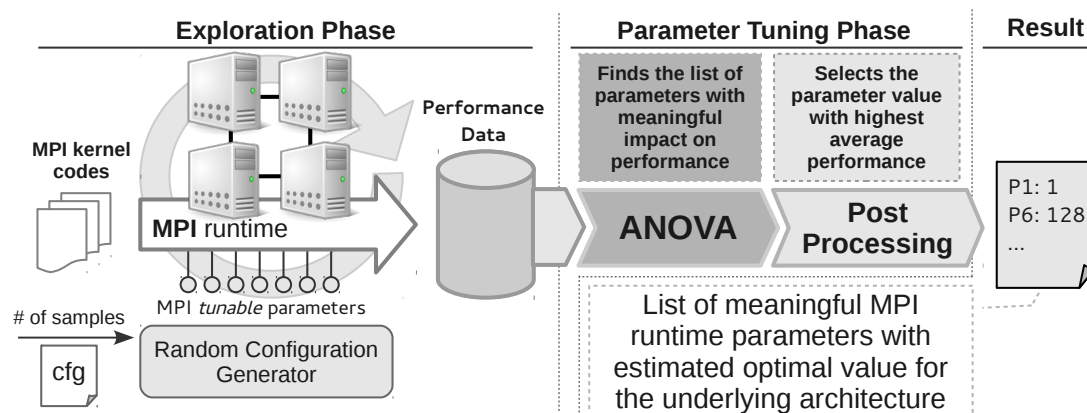 Exploration Phase
Parameter Tuning Phase
Result
MPI kernel
codes
MPI runtime
MPI tunable parameters
# of samples
cfg
Random Configuration
Generator
Performance
Data
Finds the list of
parameters with
meaningful
impact on
performance
Selects the
parameter value
with highest
average
performance
ANOVA
Post
Processing
P1: 1
P6: 128
...
List of meaningful MPI
runtime parameters with
estimated optimal value for
the underlying architecture